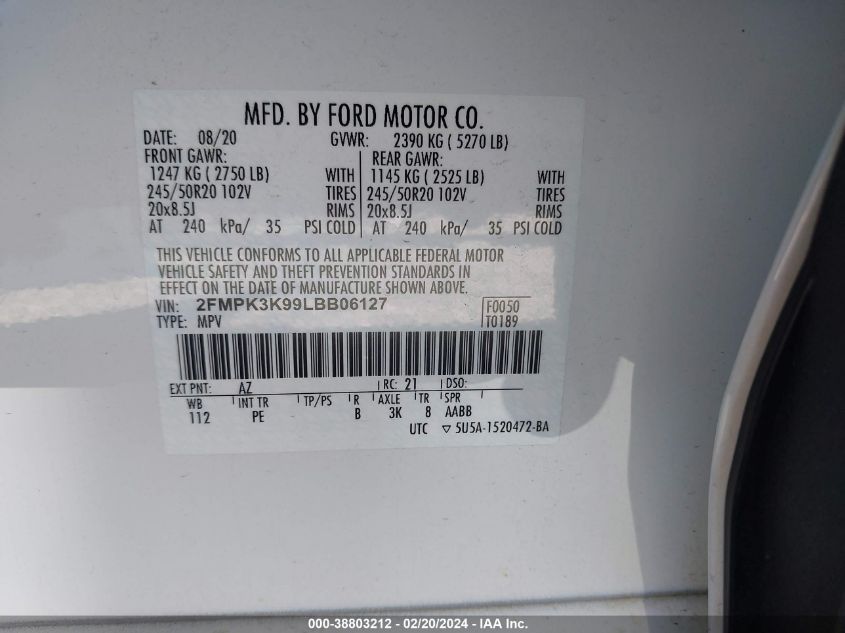 MFD. BY FORD MOTOR CO.
DATE: 08/20 GVWR: 2390 KG ( 5270 LB)
FRONT GAWR: REAR GAWR:
1247 KG ( 2750 LB) WITH 1145 KG ( 2525 LB) WITH
245/50R20 102V TIRES 245/50R20 102V TIRES
20x8.5J RIMS 20x8.5J RIMS
AT 240 kPa/ 35 PSI COLD AT 240 kPa/ 35 PSI COLD
THIS VEHICLE CONFORMS TO ALL APPLICABLE FEDERAL MOTOR
VEHICLE SAFETY AND THEFT PREVENTION STANDARDS IN
EFFECT ON THE DATE OF MANUFACTURE SHOWN ABOVE.
VIN: 2FMPK3K99LBB06127 F0050
TYPE: MPV T0189
EXT PNT: AZ RC: 21 DSO:
WB INT TR TP/PS R AXLE TR SPR
112 PE B 3K 8 AABB
UTC ▽ 5U5A-1520472-BA
000-38803212 - 02/20/2024 - IAA Inc.